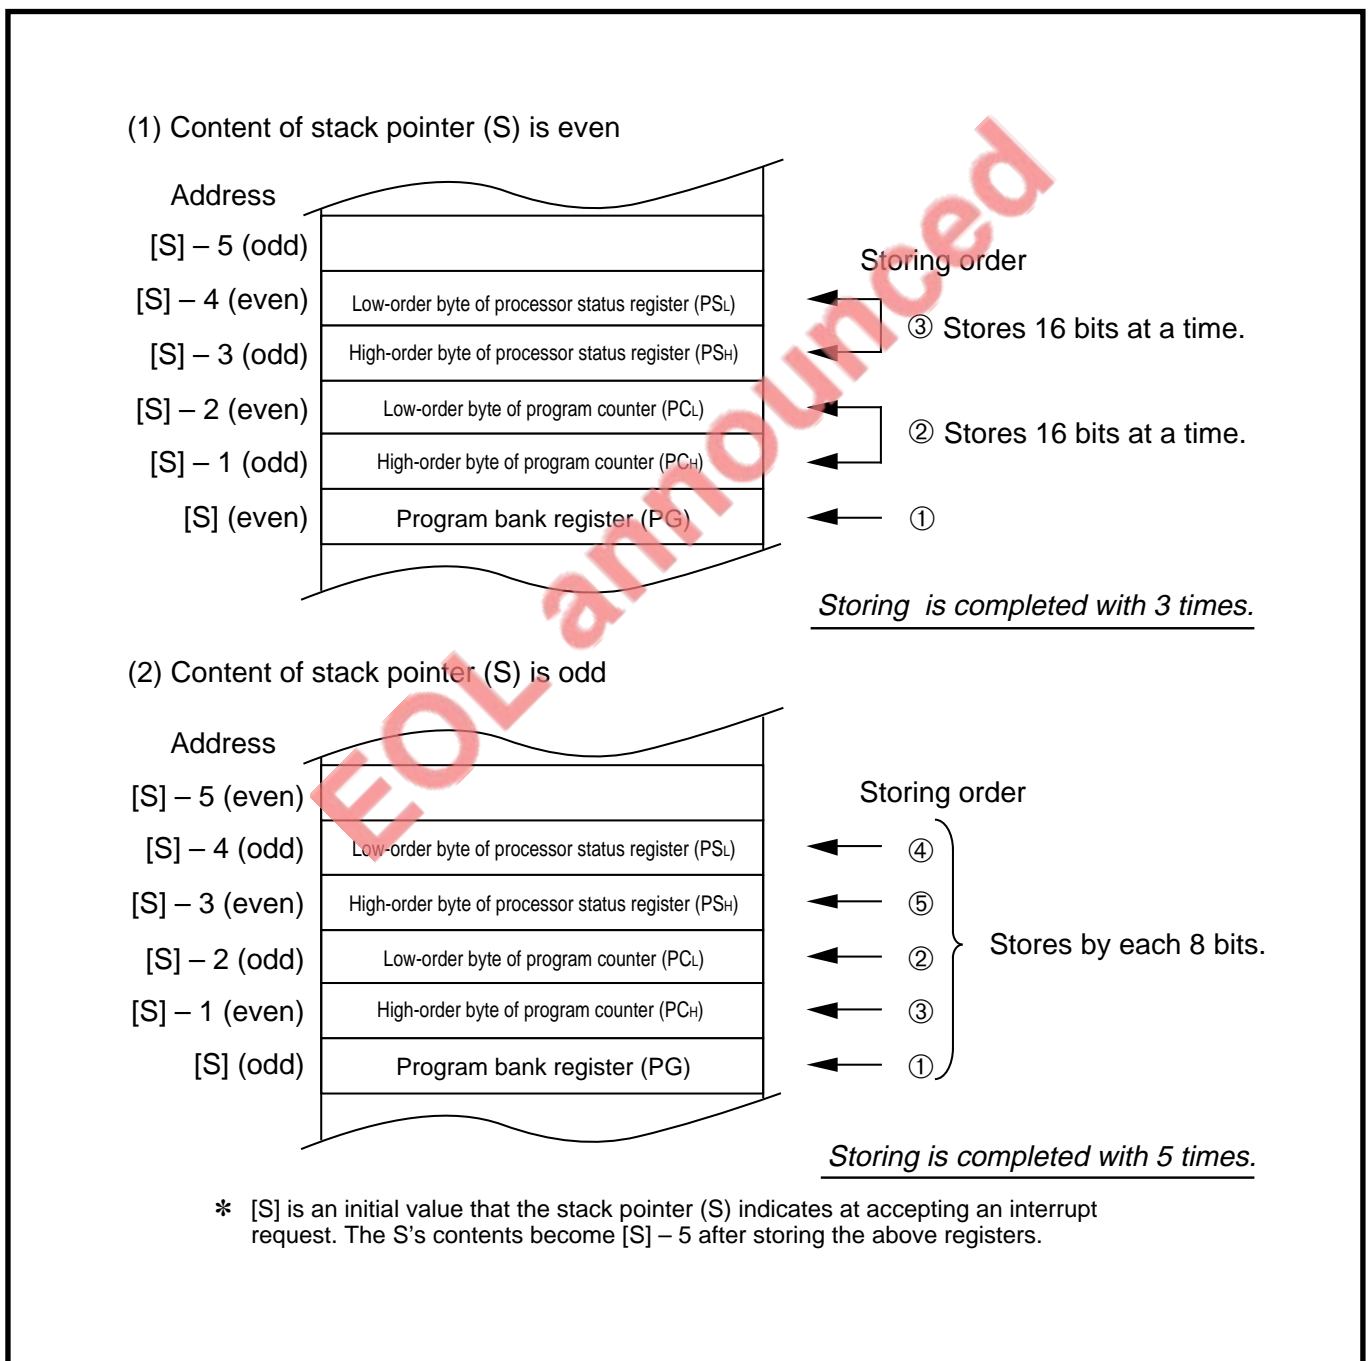 (1) Content of stack pointer (S) is even
Address
[S] – 5 (odd)
Storing order
[S] – 4 (even) Low-order byte of processor status register (PSL)
③ Stores 16 bits at a time.
[S] – 3 (odd) High-order byte of processor status register (PSH)
[S] – 2 (even) Low-order byte of program counter (PCL)
② Stores 16 bits at a time.
[S] – 1 (odd) High-order byte of program counter (PCH)
[S] (even) Program bank register (PG) ①
Storing is completed with 3 times.
(2) Content of stack pointer (S) is odd
Address
[S] – 5 (even) Storing order
[S] – 4 (odd) Low-order byte of processor status register (PSL) ④
[S] – 3 (even) High-order byte of processor status register (PSH) ⑤
[S] – 2 (odd) Low-order byte of program counter (PCL) ② Stores by each 8 bits.
[S] – 1 (even) High-order byte of program counter (PCH) ③
[S] (odd) Program bank register (PG) ①
Storing is completed with 5 times.
✽ [S] is an initial value that the stack pointer (S) indicates at accepting an interrupt
request. The S's contents become [S] – 5 after storing the above registers.
EOL announced